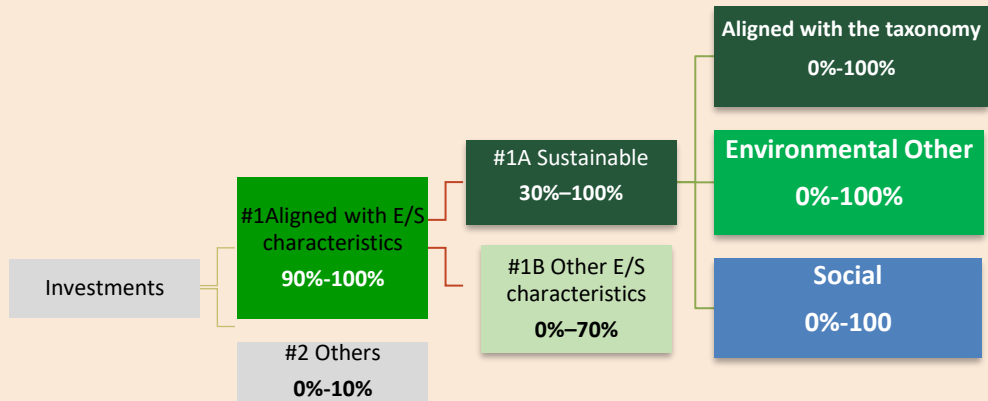 Investments
#1Aligned with E/S
characteristics
90%-100%
#2 Others
0%-10%
#1A Sustainable
30%–100%
#1B Other E/S
characteristics
0%–70%
Aligned with the taxonomy
0%-100%
Environmental Other
0%-100%
Social
0%-100